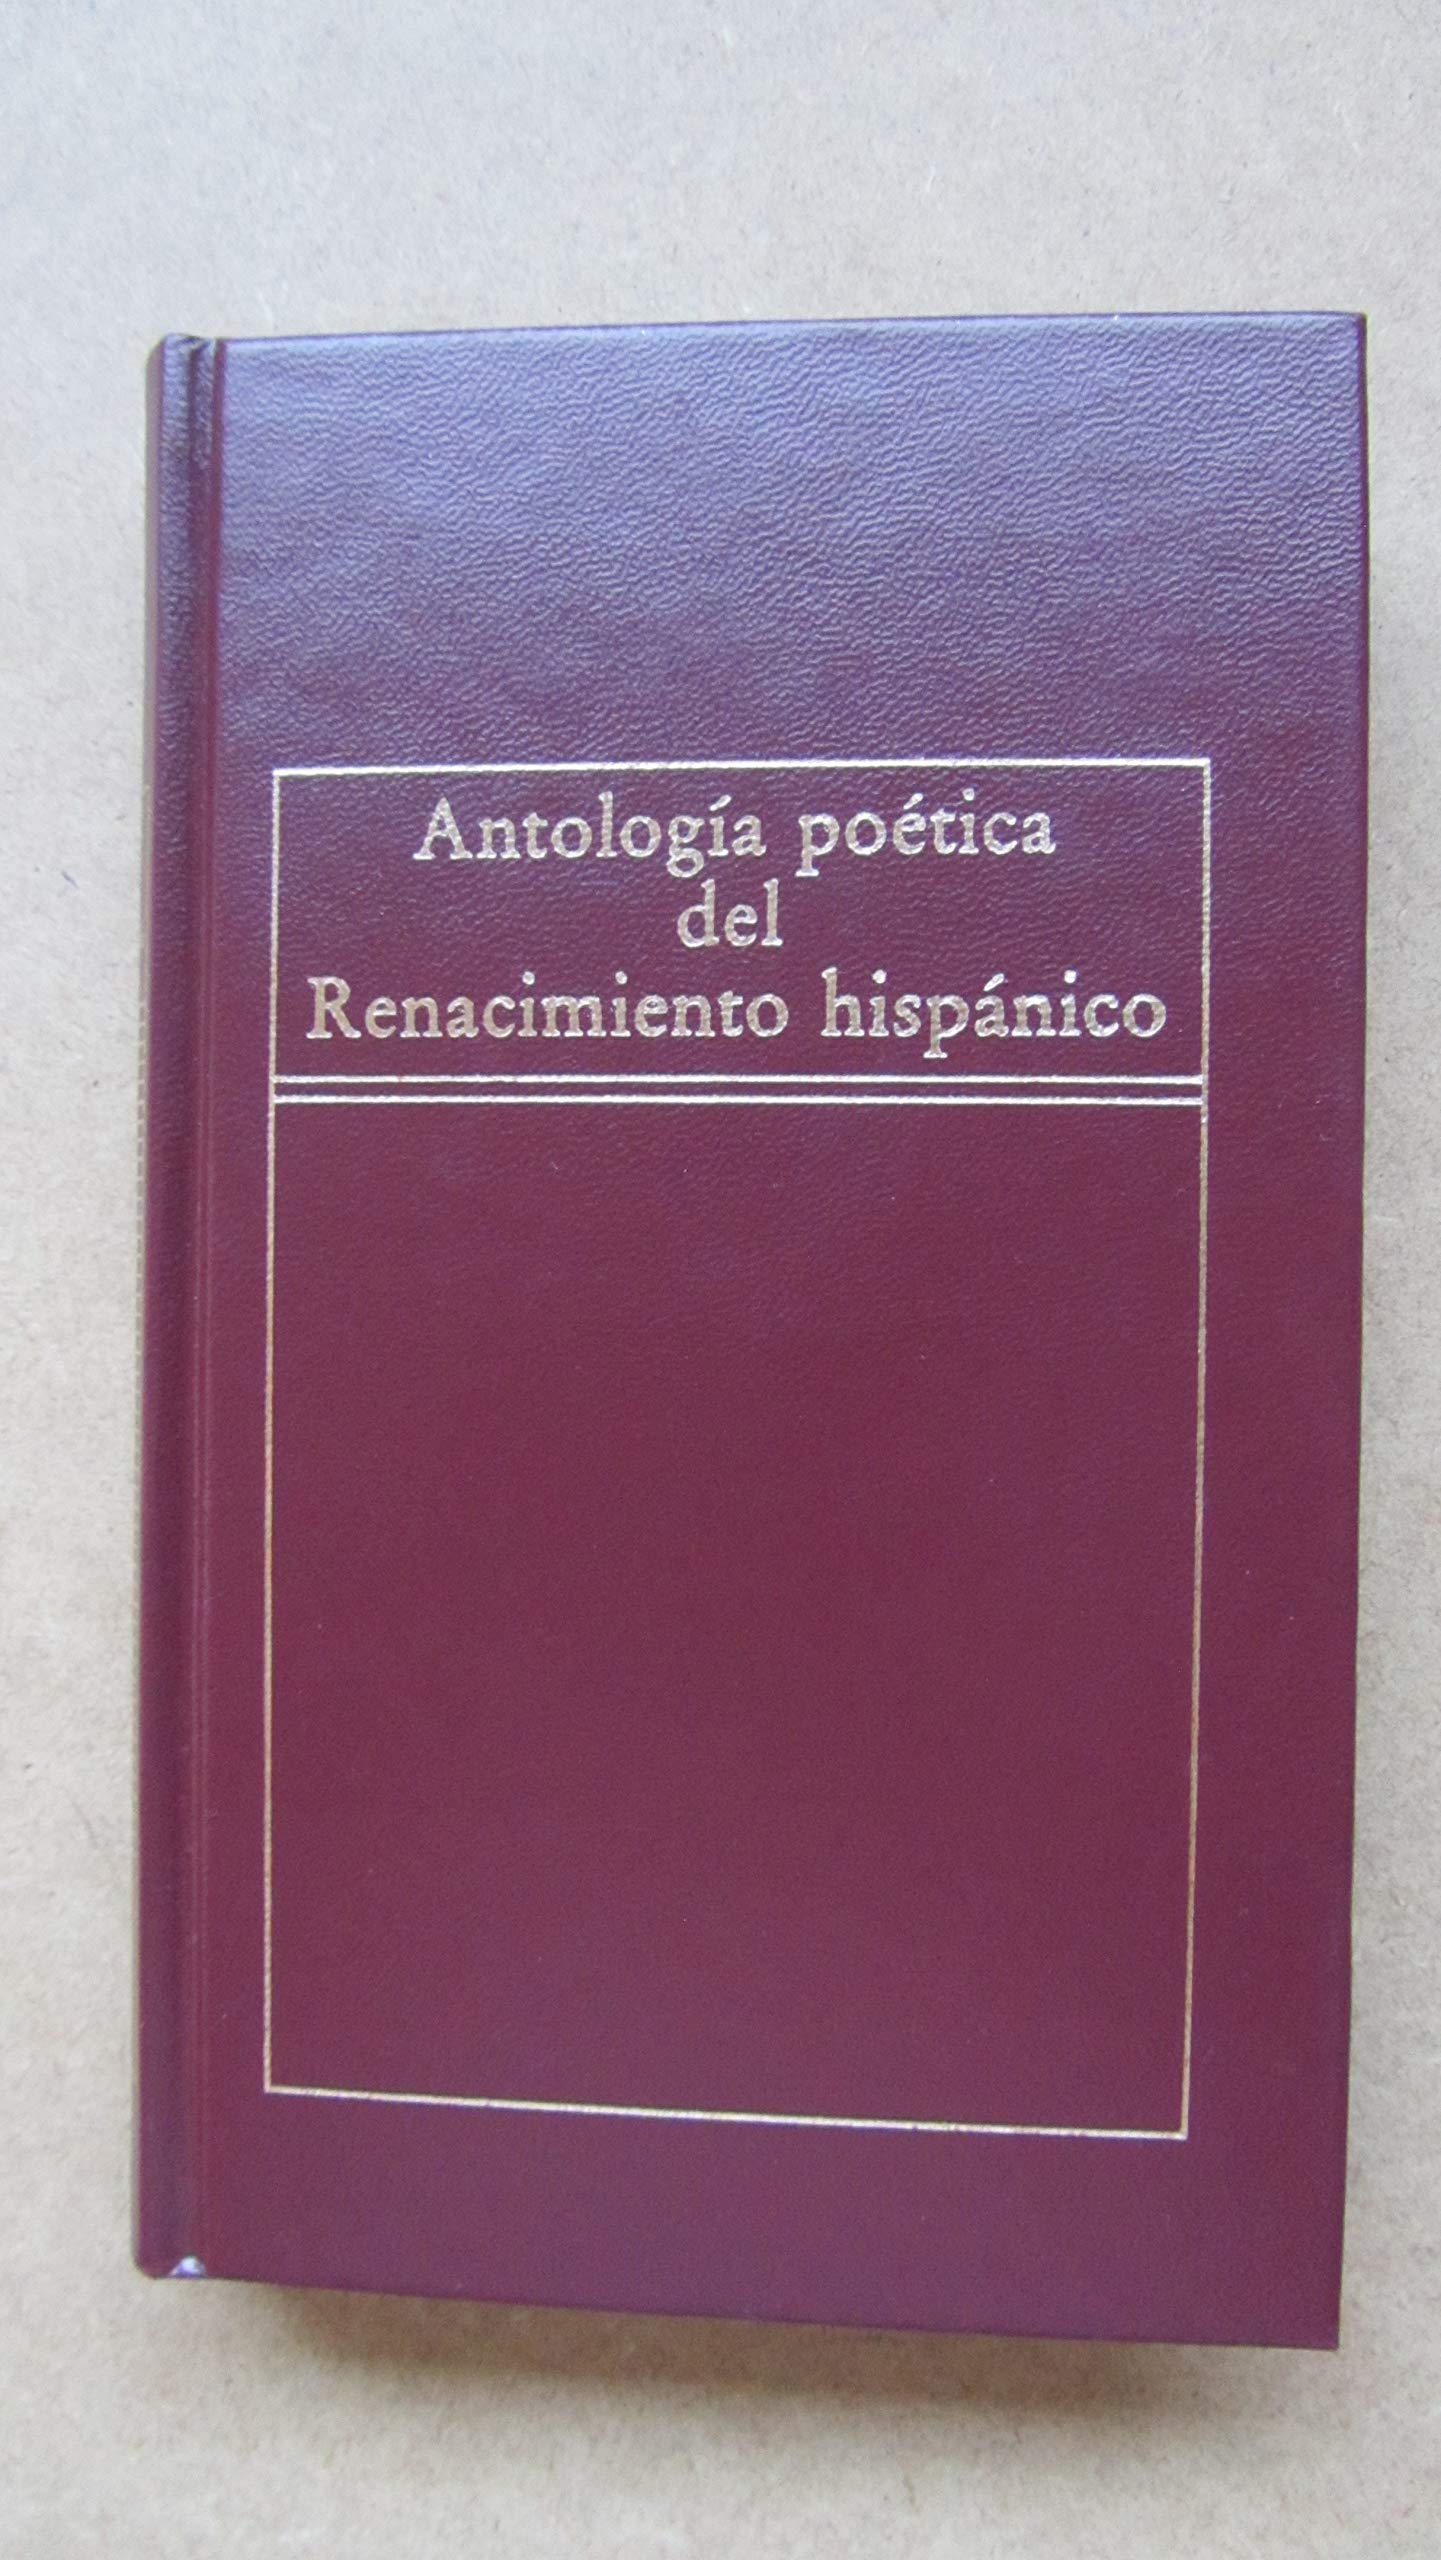 Antología poética
del
Renacimiento hispánico